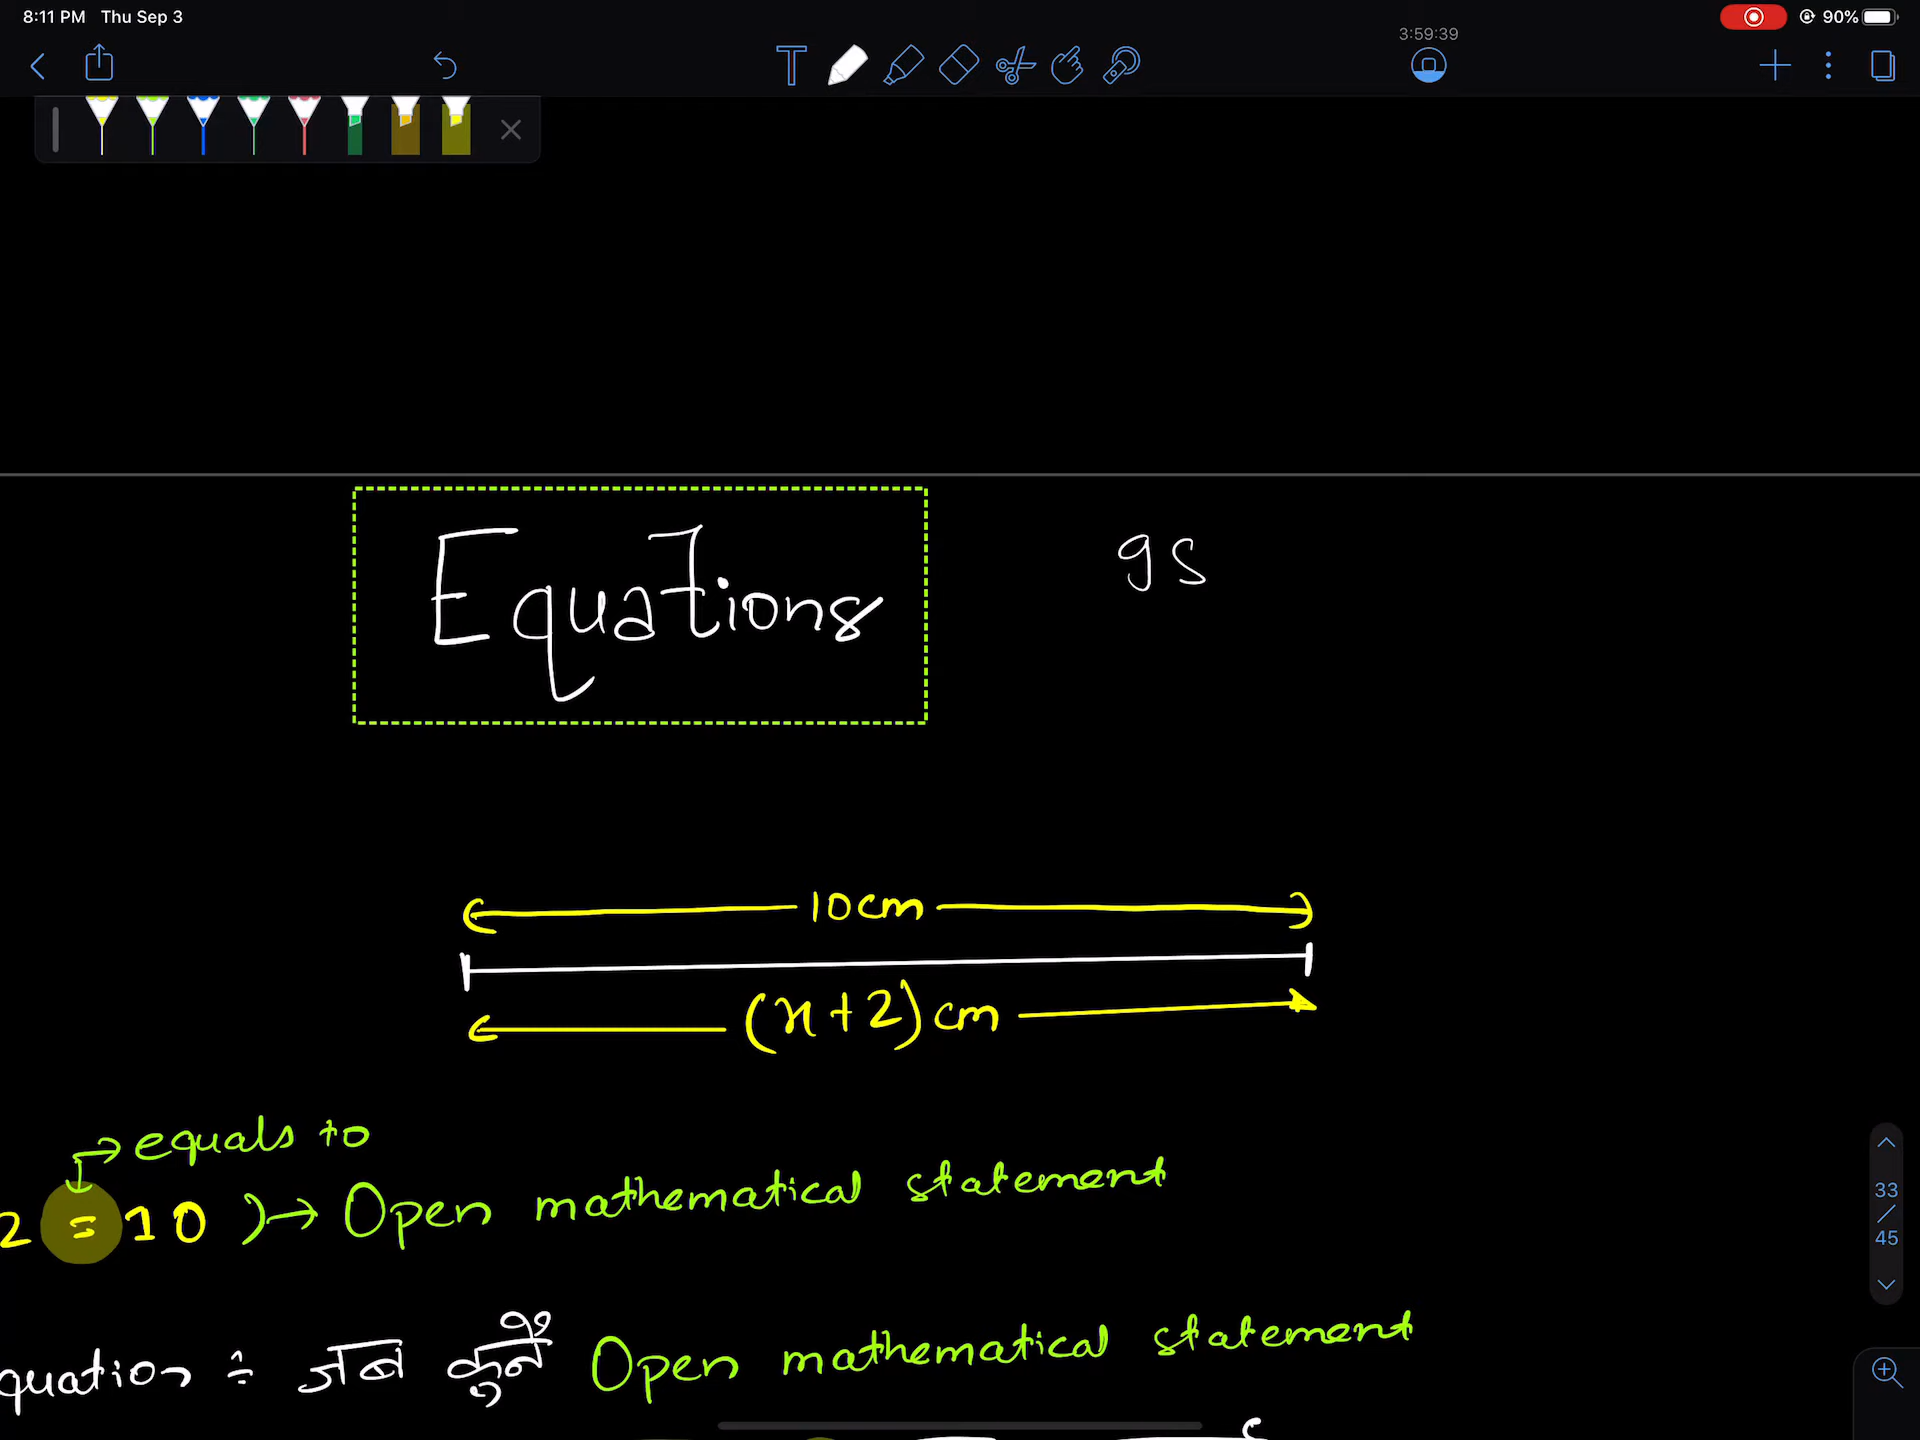 8:11 PM Thu Sep 3
90%
3:59:39
T
Equations
gs
10cm
(x+2) cm
equals to
2 = 10 ) → Open mathematical statement
quation ÷ जब कुनै Open mathematical statement
33
/
45